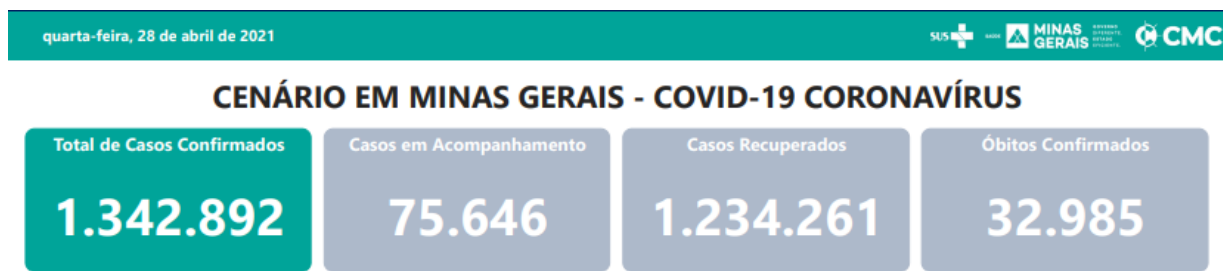 quarta-feira, 28 de abril de 2021
SUS
MINAS
GERAIS
CMC
CENÁRIO EM MINAS GERAIS - COVID-19 CORONAVÍRUS
Total de Casos Confirmados
1.342.892
Casos em Acompanhamento
75.646
Casos Recuperados
1.234.261
Óbitos Confirmados
32.985